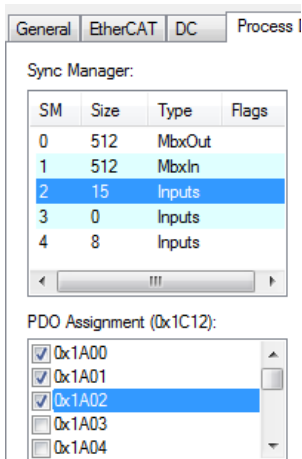 General EtherCAT DC Process
Sync Manager:
SM Size Type Flags
0 512 MbxOut
1 512 MbxIn
2 15 Inputs
3 0 Inputs
4 8 Inputs
PDO Assignment (0x1C12):
0x1A00
0x1A01
0x1A02
0x1A03
0x1A04